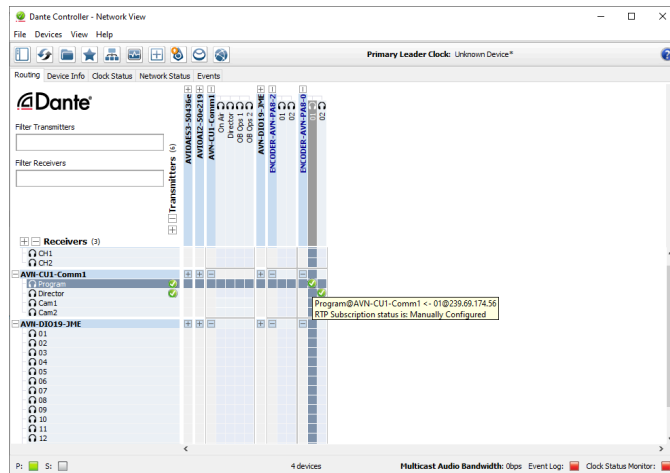 Dante Controller - Network View
File Devices View Help
Primary Leader Clock: Unknown Device*
Routing Device Info Clock Status Network Status Events
Dante
Filter Transmitters
Filter Receivers
Transmitters (6)
AVIOAES3-50436e
AVIOAI2-50e219
AVN-CU1-Comm1
On Air
Director
OB Ops 1
OB Ops 2
AVN-DIO19-JME
ENCODER-AVN-PA8-2
01
02
ENCODER-AVN-PA8-0
01
02
Receivers (3)
CH1
CH2
AVN-CU1-Comm1
Program
Director
Cam1
Cam2
Program@AVN-CU1-Comm1 <- 01@239.69.174.56
RTP Subscription status is: Manually Configured
AVN-DIO19-JME
01
02
03
04
05
06
07
08
09
10
11
12
P: S: 4 devices Multicast Audio Bandwidth: 0bps Event Log: Clock Status Monitor: